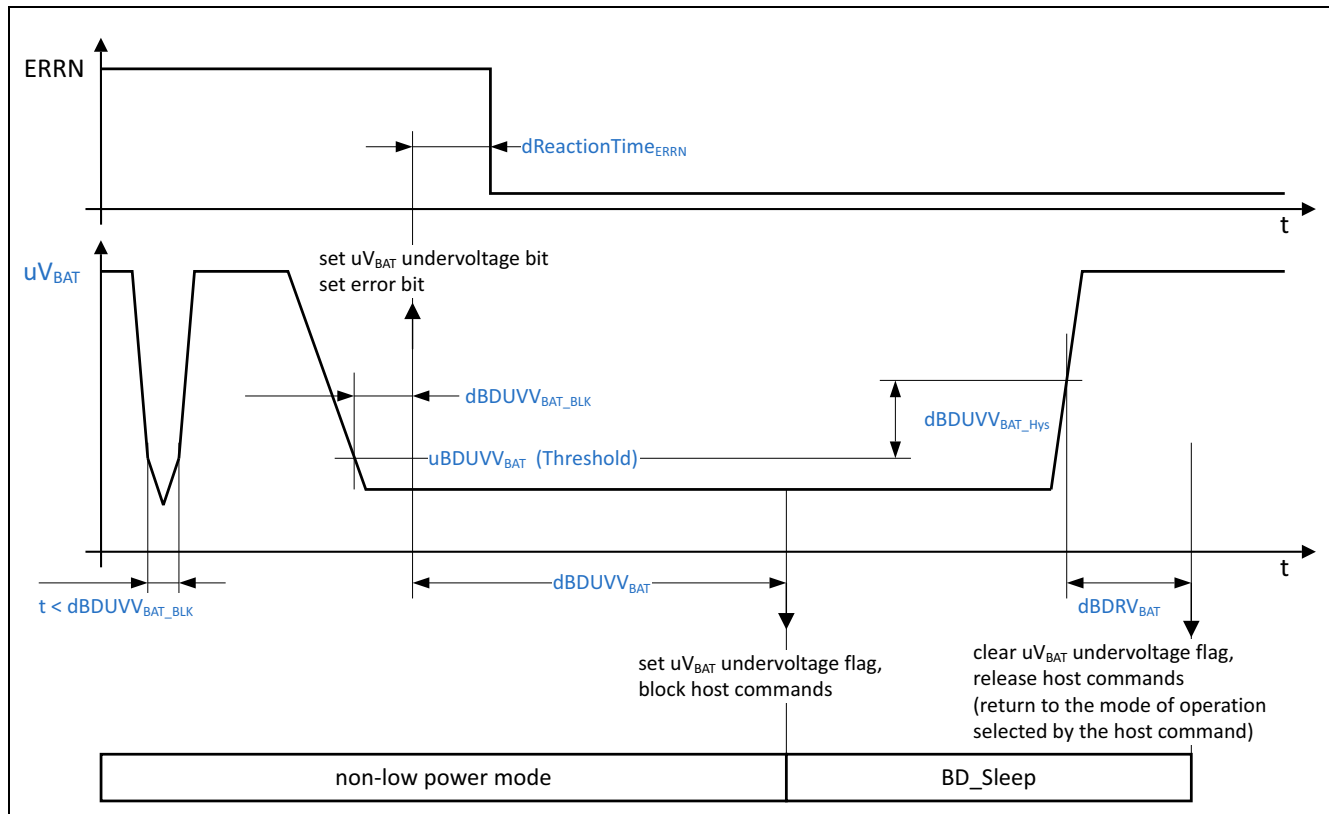 ERRN
dReactionTimeERRN
t
uVBAT
set uVBAT undervoltage bit
set error bit
dBDUVVBAT_BLK
dBDUVVBAT_Hys
uBDUVVBAT (Threshold)
t
dBDUVVBAT
t < dBDUVVBAT_BLK
dBDRVBAT
set uVBAT undervoltage flag,
block host commands
clear uVBAT undervoltage flag,
release host commands
(return to the mode of operation
selected by the host command)
non-low power mode
BD_Sleep